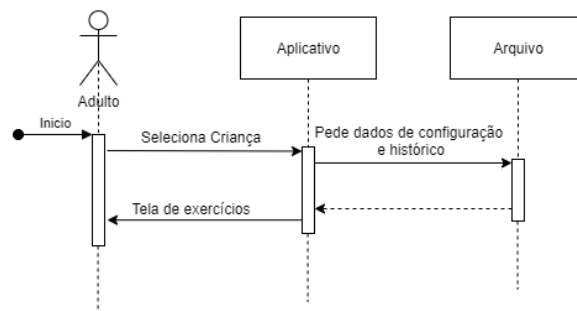 Aplicativo
Arquivo
Adulto
Inicio
Seleciona Criança
Pede dados de configuração
e histórico
Tela de exercícios